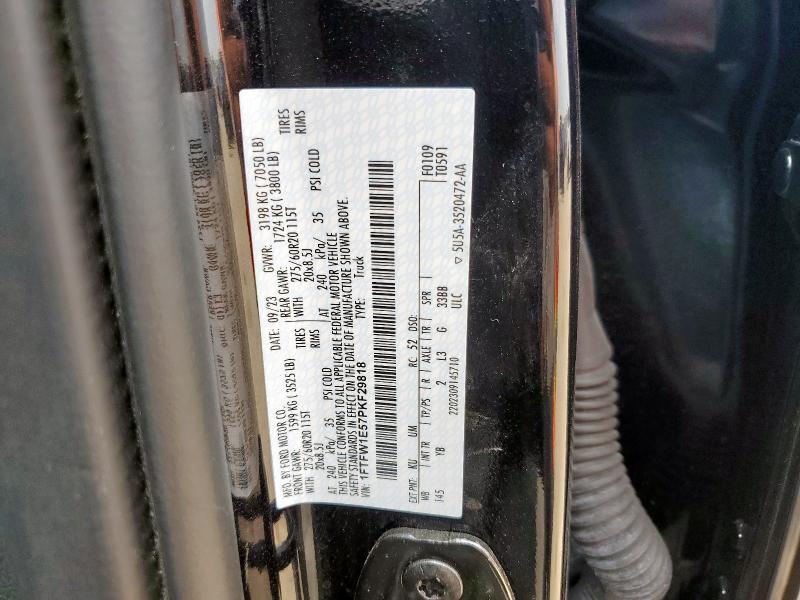 MFD. BY FORD MOTOR CO.
DATE: 09/23 GVWR: 3198 KG ( 7050 LB)
FRONT GAWR: 1599 KG ( 3525 LB) REAR GAWR: 1724 KG ( 3800 LB)
WITH 275/60R20 115T TIRES WITH 275/60R20 115T TIRES
20x8.5J RIMS 20x8.5J RIMS
AT 240 kPa/ 35 PSI COLD AT 240 kPa/ 35 PSI COLD
THIS VEHICLE CONFORMS TO ALL APPLICABLE FEDERAL MOTOR VEHICLE
SAFETY STANDARDS IN EFFECT ON THE DATE OF MANUFACTURE SHOWN ABOVE.
VIN: 1FTFW1E57PKF29818 TYPE: Truck
EXT PNT: KU UM RC: 52 DSO: F0109
WB INT TR TP/PS R AXLE TR SPR T0591
145 YB 2 L3 G 33BB
2202309145710 ULC ▽ 5U5A-3520472-AA